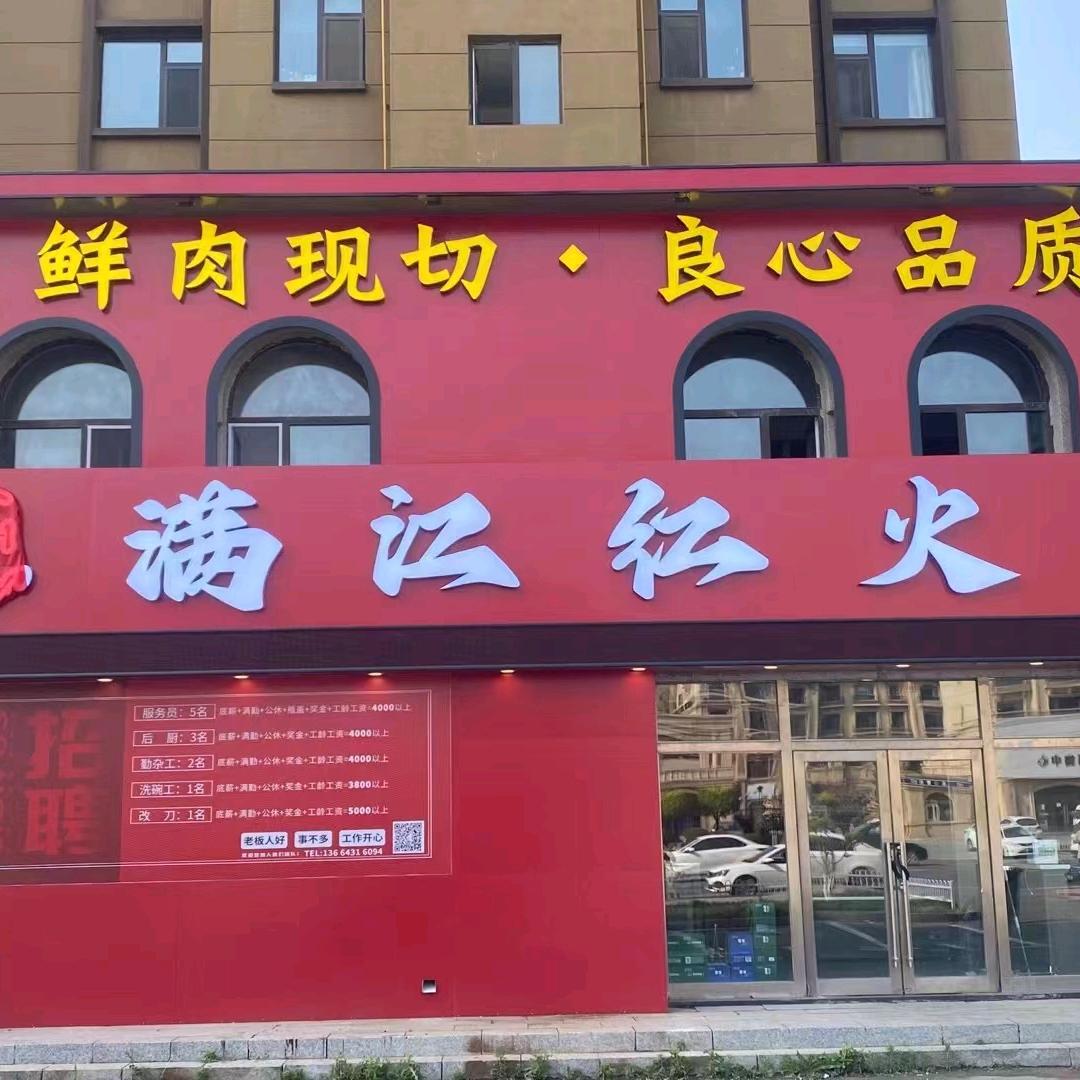 鲜肉现切·良心品质
满江红火
招聘
服务员：5名 底薪+满勤+公休+瓶盖+奖金+工龄工资=4000以上
后 厨：3名 底薪+满勤+公休+奖金+工龄工资=4000以上
勤杂工：2名 底薪+满勤+公休+奖金+工龄工资=4000以上
洗碗工：1名 底薪+满勤+公休+奖金+工龄工资=3800以上
改 刀：1名 底薪+满勤+公休+奖金+工龄工资=5000以上
老板人好 事不多 工作开心
TEL:136 6431 6094